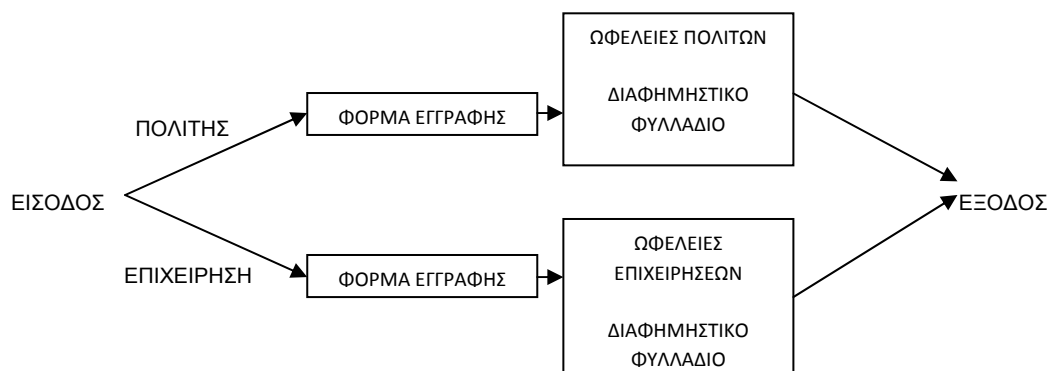 ΕΙΣΟΔΟΣ
ΠΟΛΙΤΗΣ
ΦΟΡΜΑ ΕΓΓΡΑΦΗΣ
ΩΦΕΛΕΙΕΣ ΠΟΛΙΤΩΝ
ΔΙΑΦΗΜΗΣΤΙΚΟ
ΦΥΛΛΑΔΙΟ
ΕΠΙΧΕΙΡΗΣΗ
ΦΟΡΜΑ ΕΓΓΡΑΦΗΣ
ΩΦΕΛΕΙΕΣ
ΕΠΙΧΕΙΡΗΣΕΩΝ
ΔΙΑΦΗΜΗΣΤΙΚΟ
ΦΥΛΛΑΔΙΟ
ΕΞΟΔΟΣ